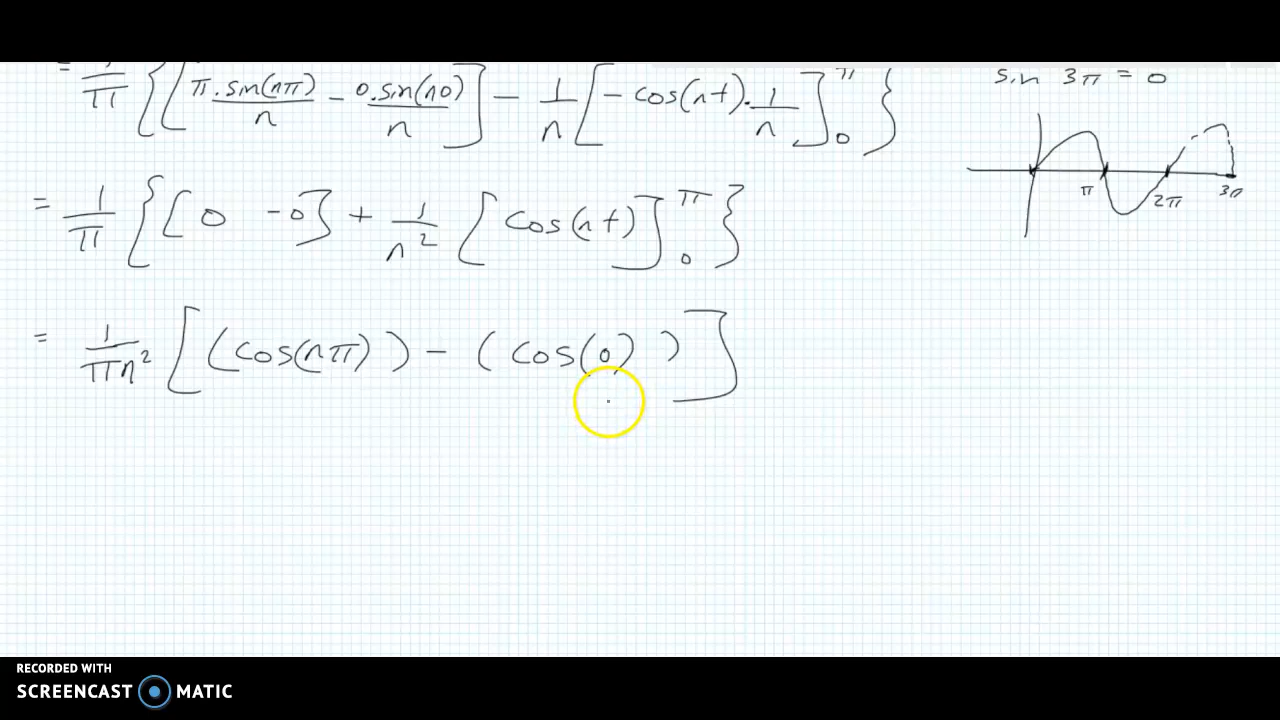 = 1/π {[π.sin(nπ)/n - 0.sin(n0)/n] - 1/n [-cos(nt).1/n]₀^π}
sin 3π = 0
= 1/π {[0 -0] + 1/n² [cos(nt)]₀^π}
π 2π 3π
= 1/πn² [(cos(nπ)) - (cos(0))]
RECORDED WITH
SCREENCAST MATIC